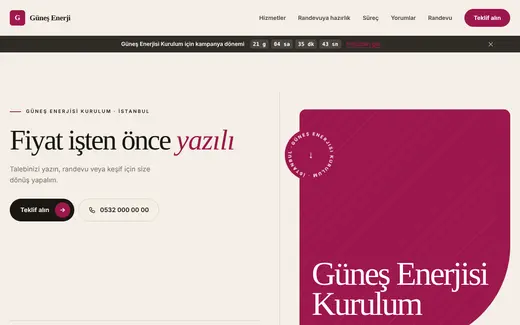 G Güneş Enerji
Hizmetler Randevuya hazırlık Süreç Yorumlar Randevu Teklif alın
Güneş Enerjisi Kurulum için kampanya dönemi 21 g 04 sa 35 dk 43 sn
GÜNEŞ ENERJİSİ KURULUM · İSTANBUL
Fiyat işten önce yazılı
Talebinizi yazın, randevu veya keşif için size
dönüş yapalım.
Teklif alın
0532 000 00 00
GÜNEŞ ENERJİSİ KURULUM · İSTANBUL ·
Güneş Enerjisi
Kurulum